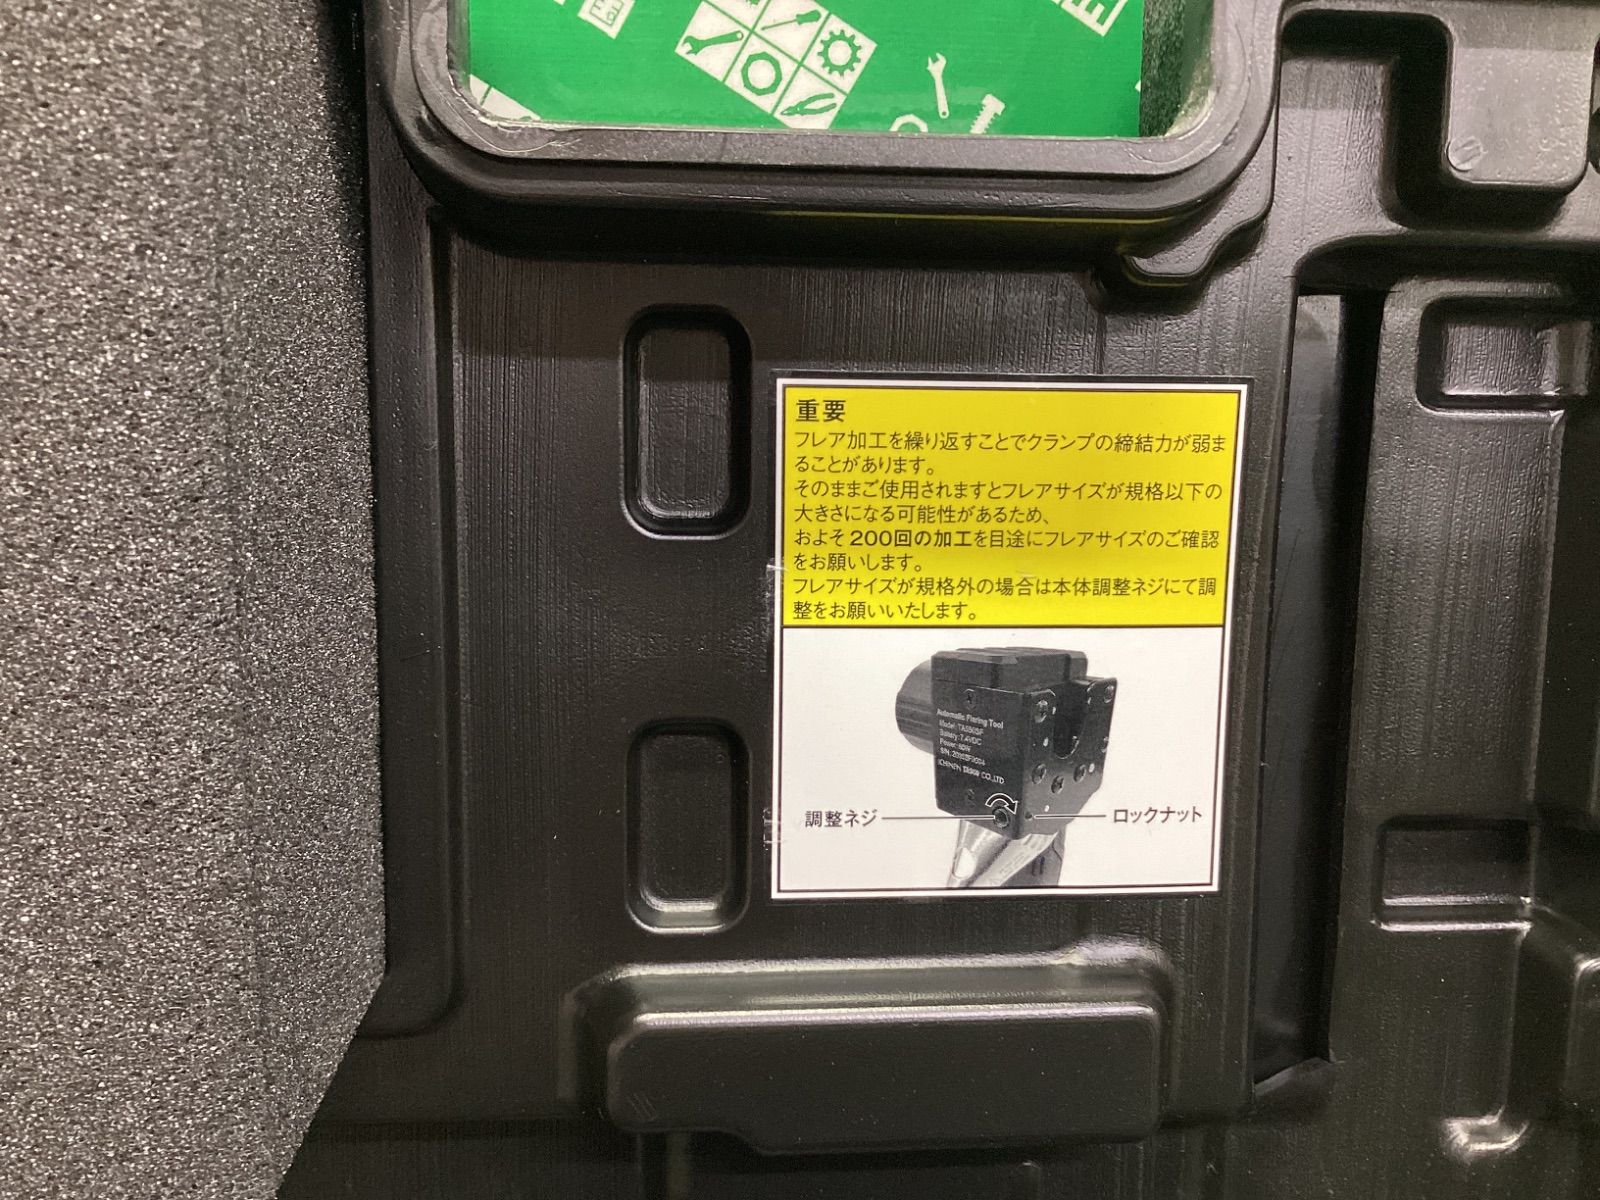 重要
フレア加工を繰り返すことでクランプの締結力が弱ま
ることがあります。
そのままご使用されますとフレアサイズが規格以下の
大きさになる可能性があるため、
およそ200回の加工を目途にフレアサイズのご確認
をお願いします。
フレアサイズが規格外の場合は本体調整ネジにて調
整をお願いいたします。
Automatic Flaring Tool
Battery: 7.4VDC
ICHINEN TASCO CO.,LTD
調整ネジ
ロックナット